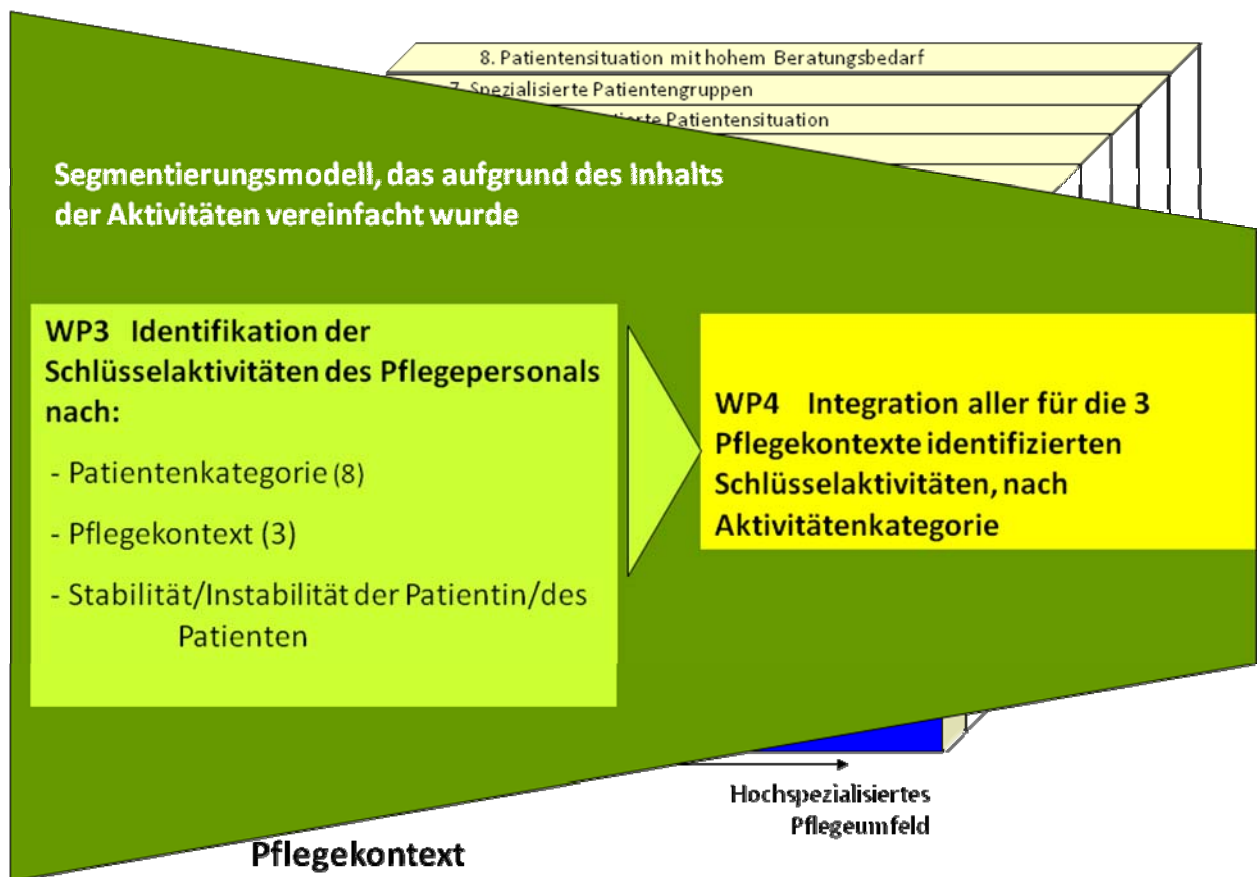 8. Patientensituation mit hohem Beratungsbedarf
7. Spezialisierte Patientengruppen
Patientensituation
Segmentierungsmodell, das aufgrund des Inhalts
der Aktivitäten vereinfacht wurde
WP3 Identifikation der
Schlüsselaktivitäten des Pflegepersonals
nach:
- Patientenkategorie (8)
- Pflegekontext (3)
- Stabilität/Instabilität der Patientin/des
Patienten
WP4 Integration aller für die 3
Pflegekontexte identifizierten
Schlüsselaktivitäten, nach
Aktivitätenkategorie
Hochspezialisiertes
Pflegeumfeld
Pflegekontext